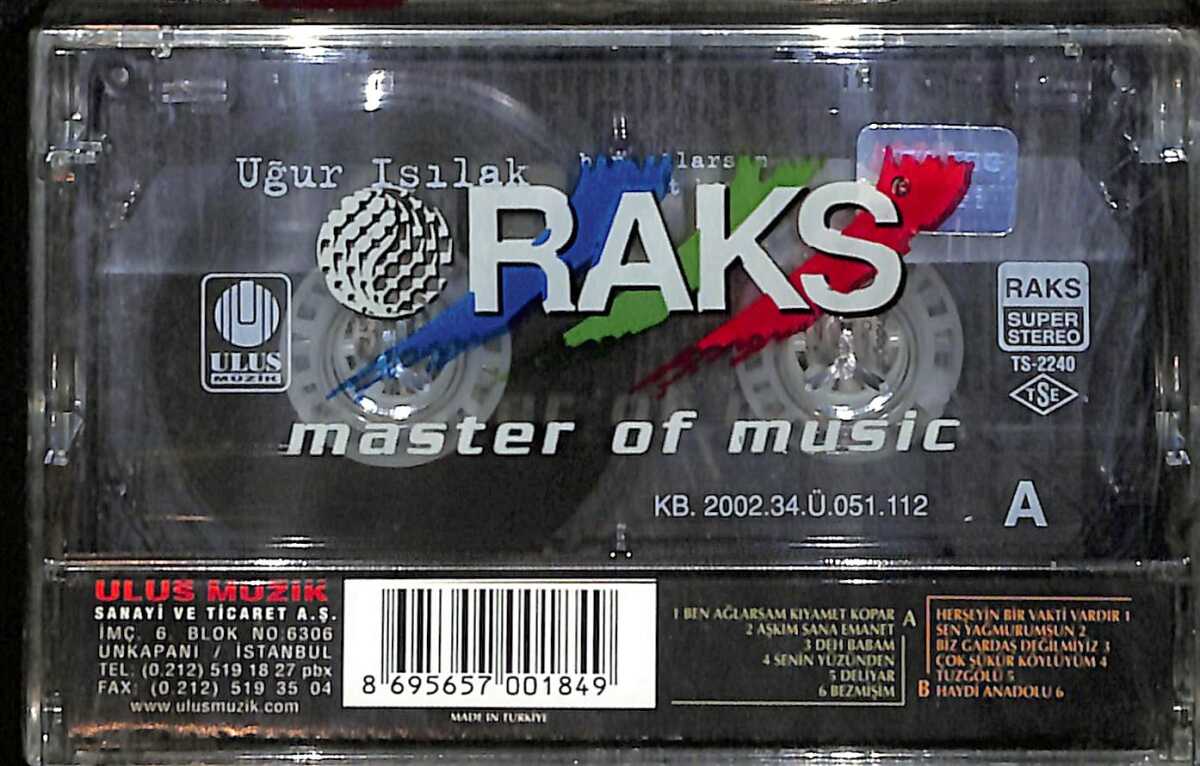 Uğur Işılak
RAKS
master of music
ULUS
MÜZİK
RAKS
SUPER
STEREO
TS-2240
TSE
KB. 2002.34.Ü.051.112
A
ULUS MÜZİK
SANAYİ VE TİCARET A.Ş.
İMÇ. 6. BLOK NO.6306
UNKAPANI / İSTANBUL
TEL: (0.212) 519 18 27 pbx
FAX: (0.212) 519 35 04
www.ulusmuzik.com
8 695657 001849
MADE IN TURKİYE
1 BEN AĞLARSAM KIYAMET KOPAR A
2 AŞKIM SANA EMANET
3 DEH BABAM
4 SENİN YÜZÜNDEN
5 DELİYAR
6 BEZMİŞİM
HERŞEYİN BİR VAKTİ VARDIR 1
SEN YAĞMURUMSUN 2
BİZ GARDAŞ DEĞİLMİYİZ 3
ÇOK ŞÜKÜR KÖYLÜYÜM 4
TUZGÖLÜ 5
B HAYDİ ANADOLU 6